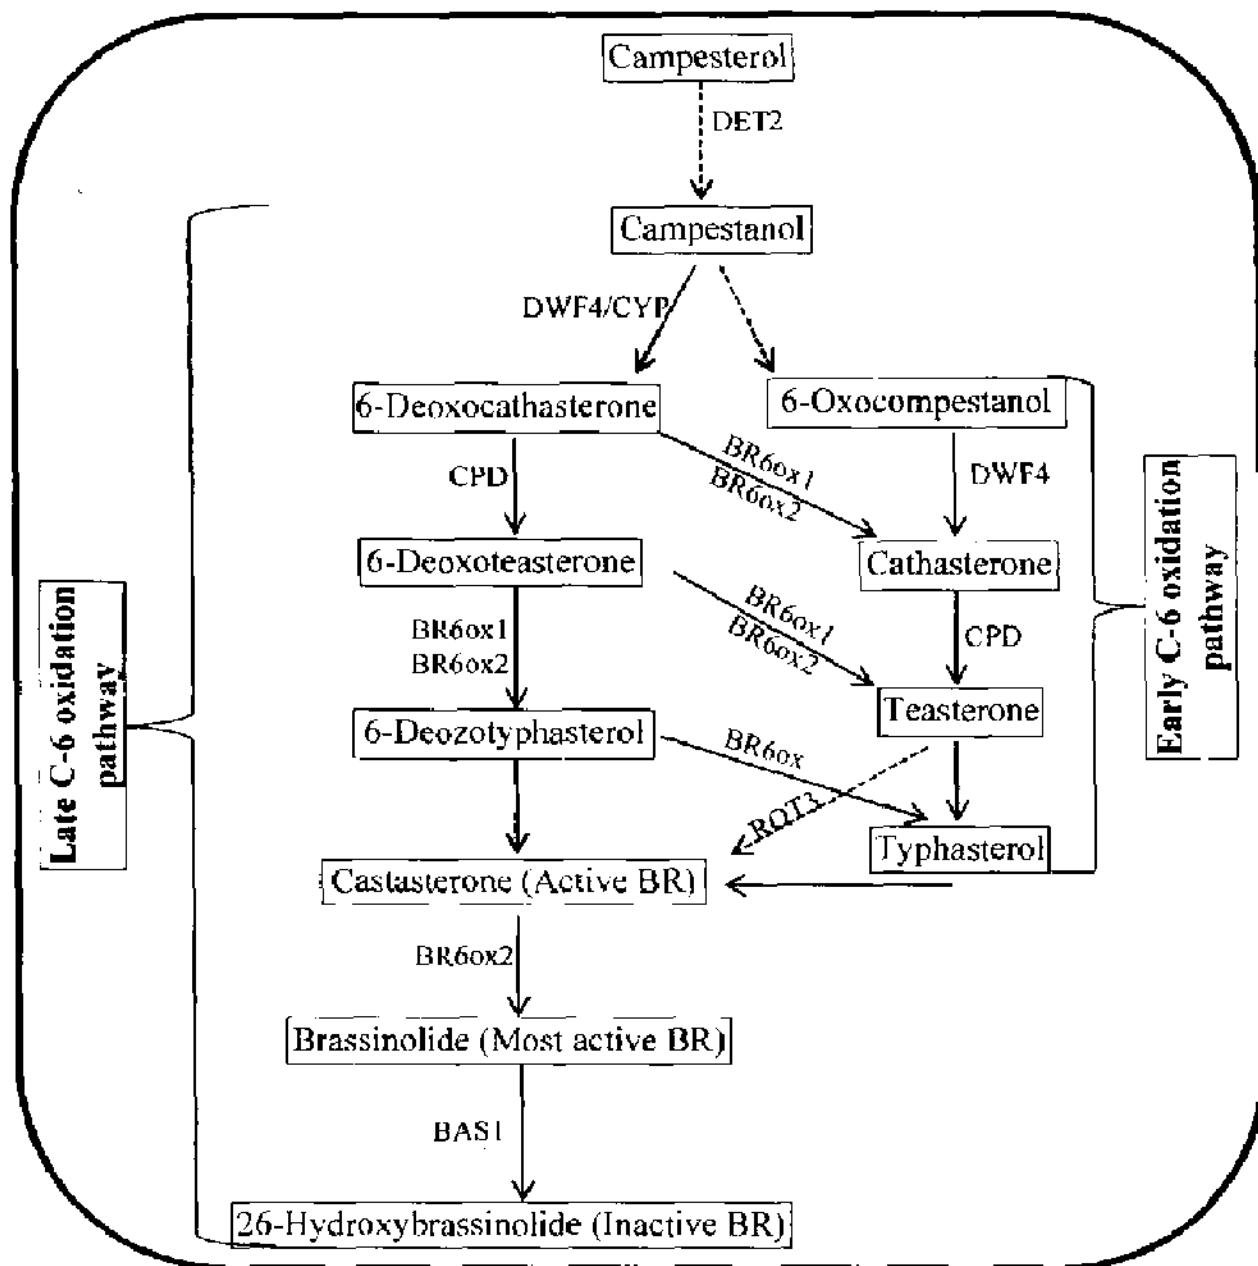 Campesterol
DET2
Campestanol
DWF4/CYP
6-Deoxocathasterone
6-Oxocompestanol
BR6ox1
BR6ox2
CPD
DWF4
6-Deoxoteasterone
Cathasterone
BR6ox1
BR6ox2
BR6ox1
BR6ox2
CPD
Teasterone
6-Deozotyphasterol
BR6ox
ROT3
Typhasterol
Castasterone (Active BR)
BR6ox2
Brassinolide (Most active BR)
BAS1
26-Hydroxybrassinolide (Inactive BR)
Late C-6 oxidation
pathway
Early C-6 oxidation
pathway